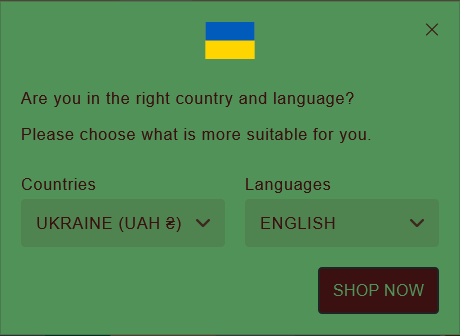 Are you in the right country and language?
Please choose what is more suitable for you.
Countries
Languages
UKRAINE (UAH ₴)
ENGLISH
SHOP NOW